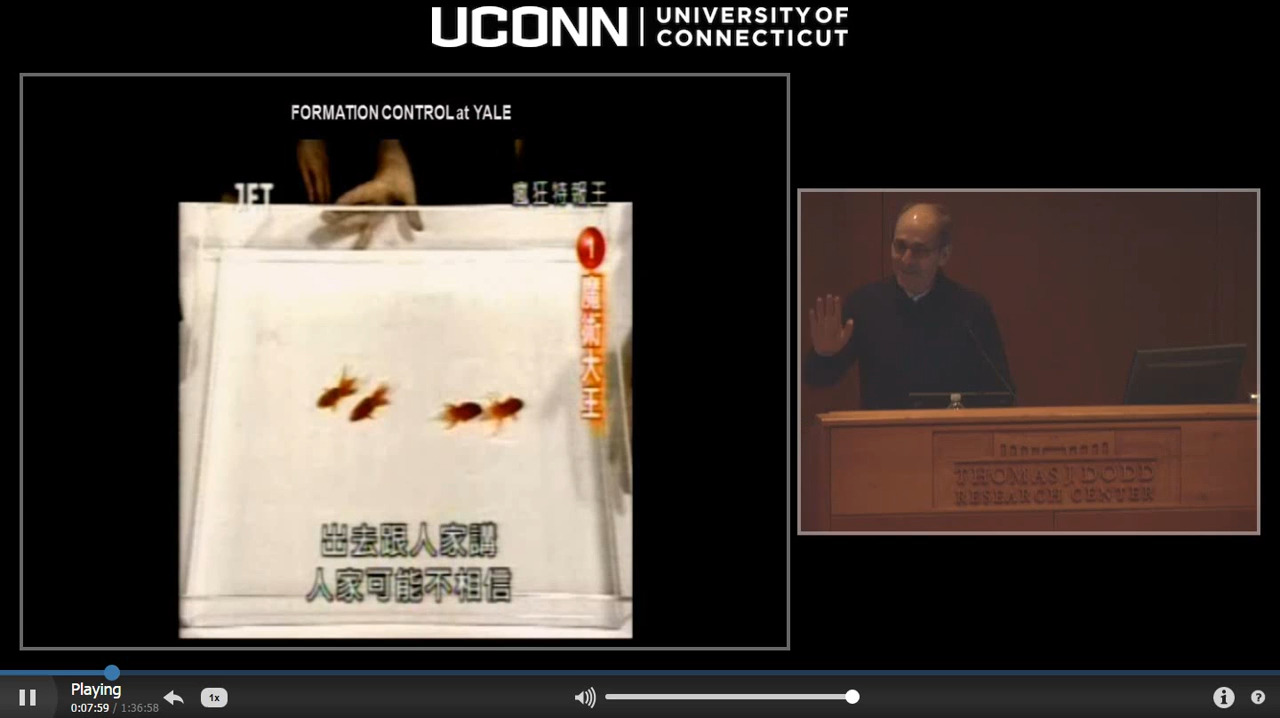 UCONN
UNIVERSITY OF
CONNECTICUT
FORMATION CONTROL at YALE
JET
瘋狂特報王
1
魔術大王
出去跟人家講
人家可能不相信
THOMAS J DODD
RESEARCH CENTER
Playing
0:07:59 / 1:36:58
1x
i
?